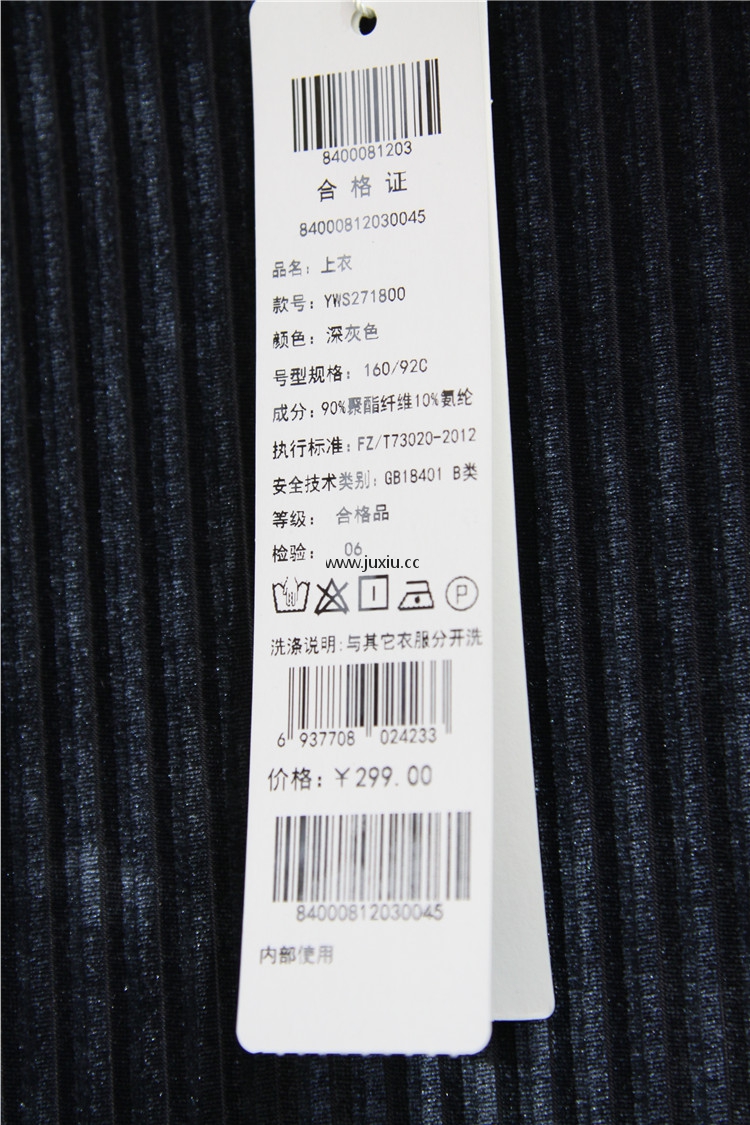 8400081203
合格证
84000812030045
品名：上衣
款号：YWS271800
颜色：深灰色
号型规格：160/92C
成分：90%聚酯纤维10%氨纶
执行标准：FZ/T73020-2012
安全技术类别：GB18401 B类
等级：合格品
检验：06
www.juxiu.cc
P
洗涤说明:与其它衣服分开洗
6 937708 024233
价格：￥299.00
84000812030045
内部使用